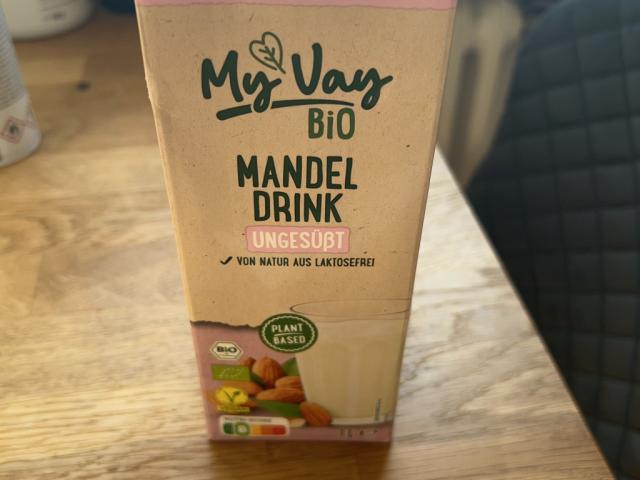 My Vay
BiO
MANDEL
DRINK
UNGESÜẞT
✓ VON NATUR AUS LAKTOSEFREI
PLANT
BASED
BiO